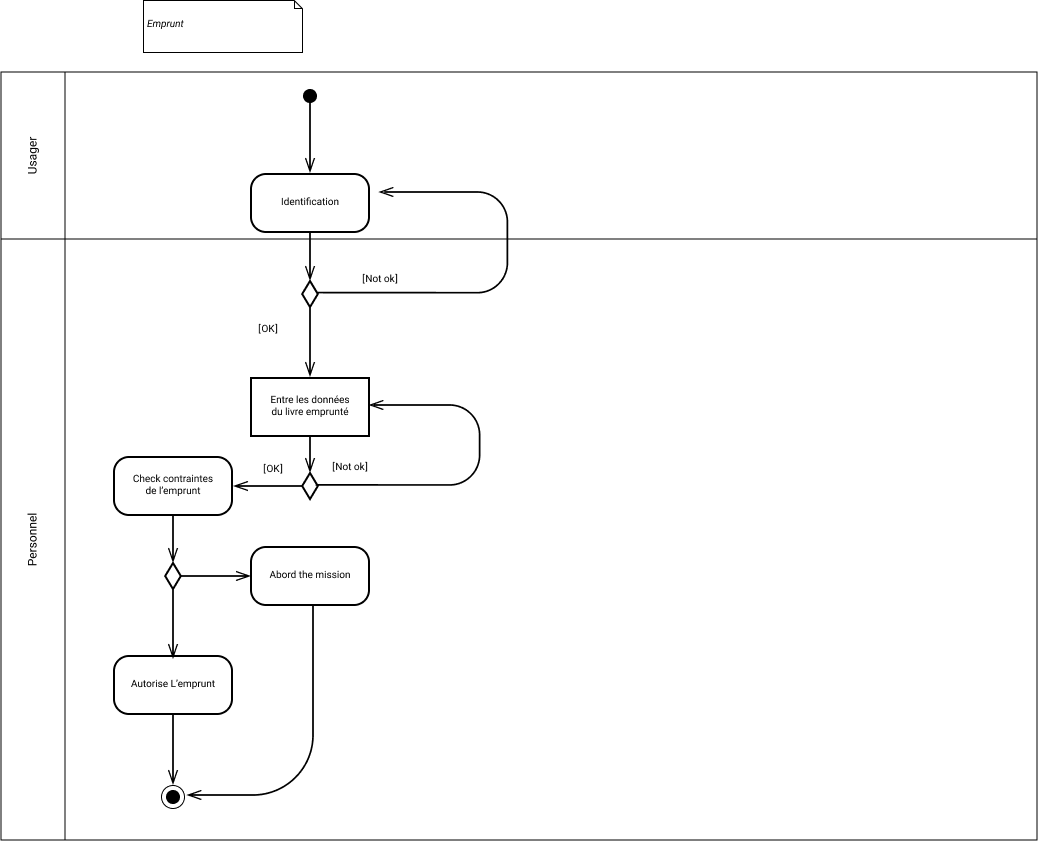 Emprunt
Usager
Identification
[Not ok]
[OK]
Entre les données
du livre emprunté
[OK]
[Not ok]
Check contraintes
de l'emprunt
Personnel
Abord the mission
Autorise L'emprunt